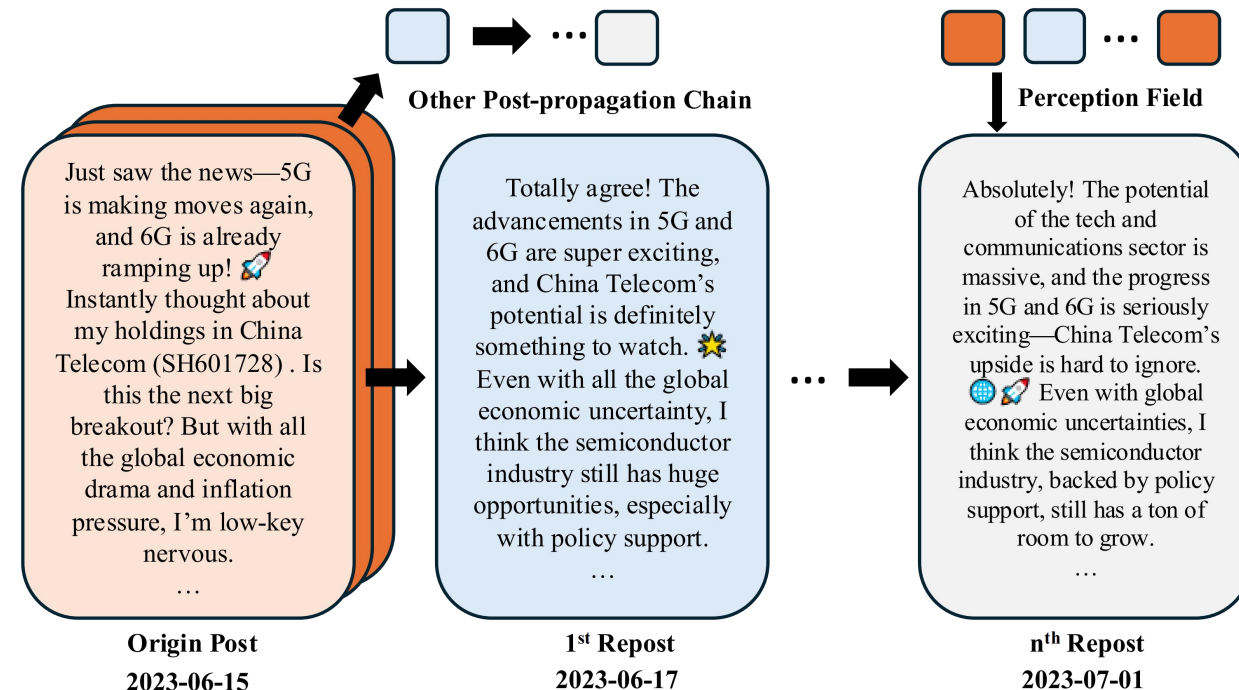 ...
Other Post-propagation Chain
...
Perception Field
Just saw the news—5G
is making moves again,
and 6G is already
ramping up! 🚀
Instantly thought about
my holdings in China
Telecom (SH601728) . Is
this the next big
breakout? But with all
the global economic
drama and inflation
pressure, I'm low-key
nervous.
...
Origin Post
2023-06-15
Totally agree! The
advancements in 5G and
6G are super exciting,
and China Telecom's
potential is definitely
something to watch. 🌟
Even with all the global
economic uncertainty, I
think the semiconductor
industry still has huge
opportunities, especially
with policy support.
...
1st Repost
2023-06-17
...
Absolutely! The potential
of the tech and
communications sector is
massive, and the progress
in 5G and 6G is seriously
exciting—China Telecom's
upside is hard to ignore.
🌐🚀 Even with global
economic uncertainties, I
think the semiconductor
industry, backed by policy
support, still has a ton of
room to grow.
...
nth Repost
2023-07-01